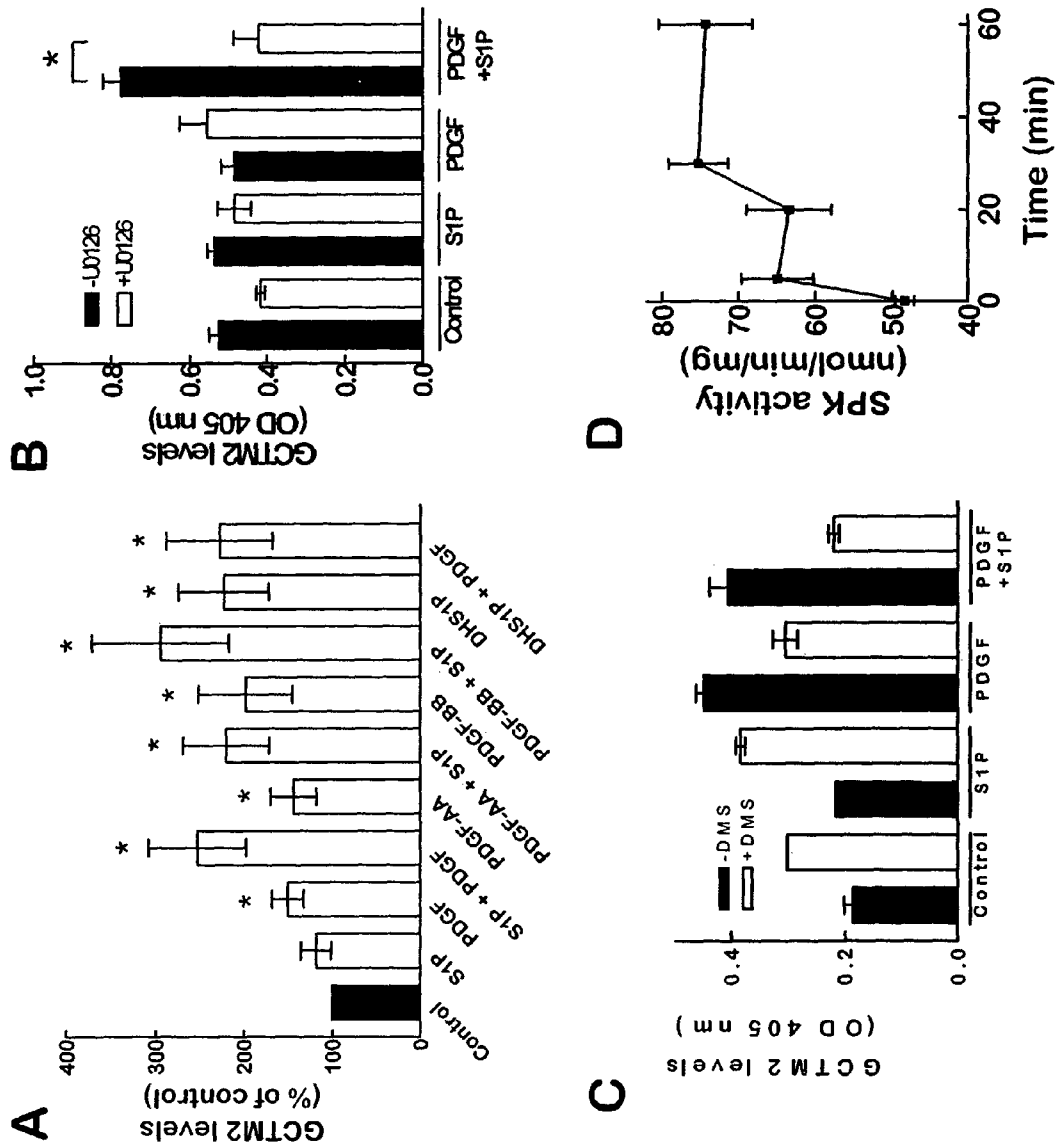 A
GCTM2 levels
(% of control)
400
300
200
100
0
* * * * * * * *
Control
S1P
PDGF
S1P + PDGF
PDGF-AA
PDGF-AA + S1P
PDGF-BB
PDGF-BB + S1P
DHS1P
DHS1P + PDGF
B
GCTM2 levels
(OD 405 nm)
1.0
0.8
0.6
0.4
0.2
0.0
-U0126
+U0126
*
Control
S1P
PDGF
PDGF
+S1P
C
GCTM2 levels
(OD 405 nm)
0.4
0.2
0.0
-DMS
+DMS
Control
S1P
PDGF
PDGF
+S1P
D
SPK activity
(nmol/min/mg)
80
70
60
50
40
0
20
40
60
Time (min)